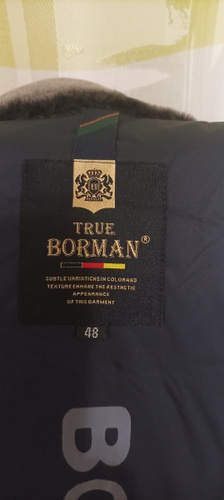 TRUE
BORMAN®
SUBTLE VARIATIONS IN COLOR AND
TEXTURE ENHANCE THE AESTHETIC
APPEARANCE
OF THIS GARMENT
48
BO